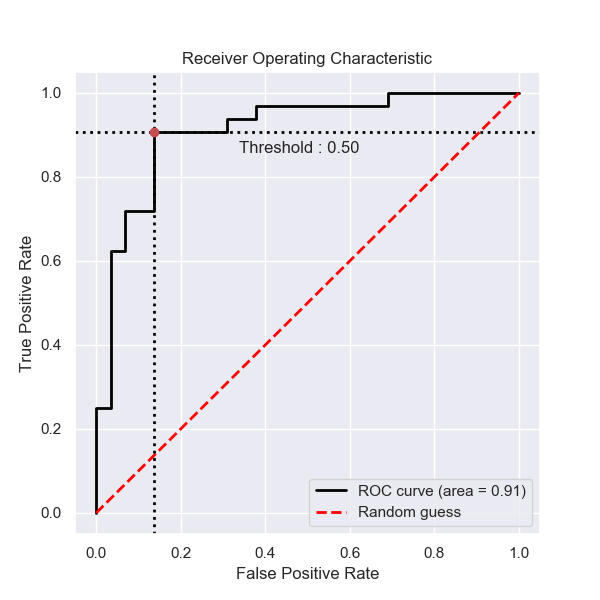 Receiver Operating Characteristic
True Positive Rate
1.0
0.8
0.6
0.4
0.2
0.0
Threshold : 0.50
ROC curve (area = 0.91)
Random guess
0.0 0.2 0.4 0.6 0.8 1.0
False Positive Rate